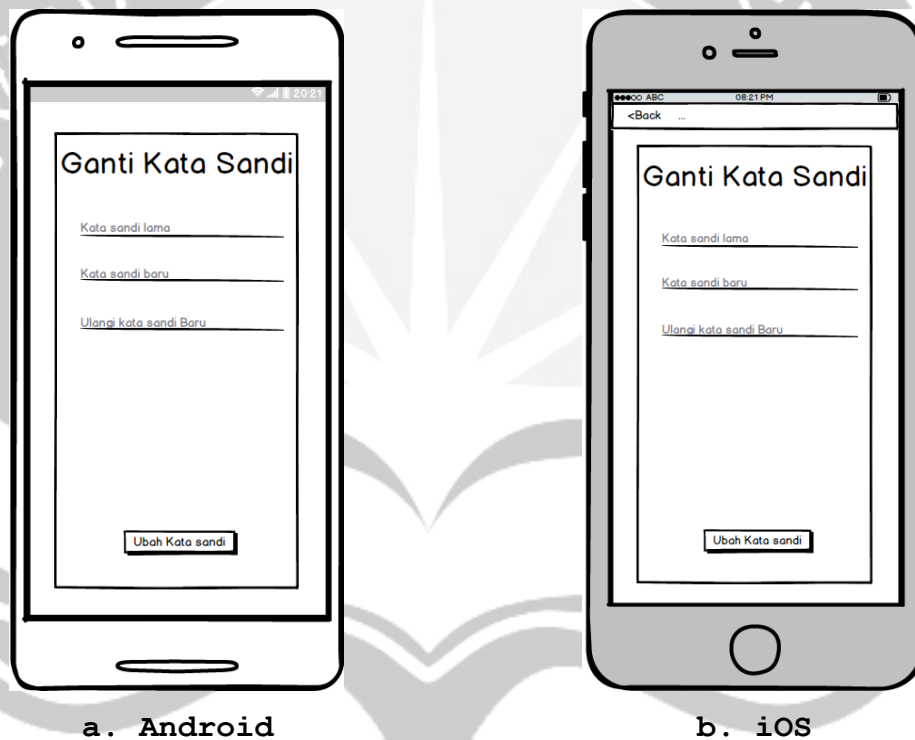 20:21
Ganti Kata Sandi
Kata sandi lama
Kata sandi baru
Ulangi kata sandi Baru
Ubah Kata sandi
a. Android
ABC 08:21 PM
<Back ...
Ganti Kata Sandi
Kata sandi lama
Kata sandi baru
Ulangi kata sandi Baru
Ubah Kata sandi
b. iOS